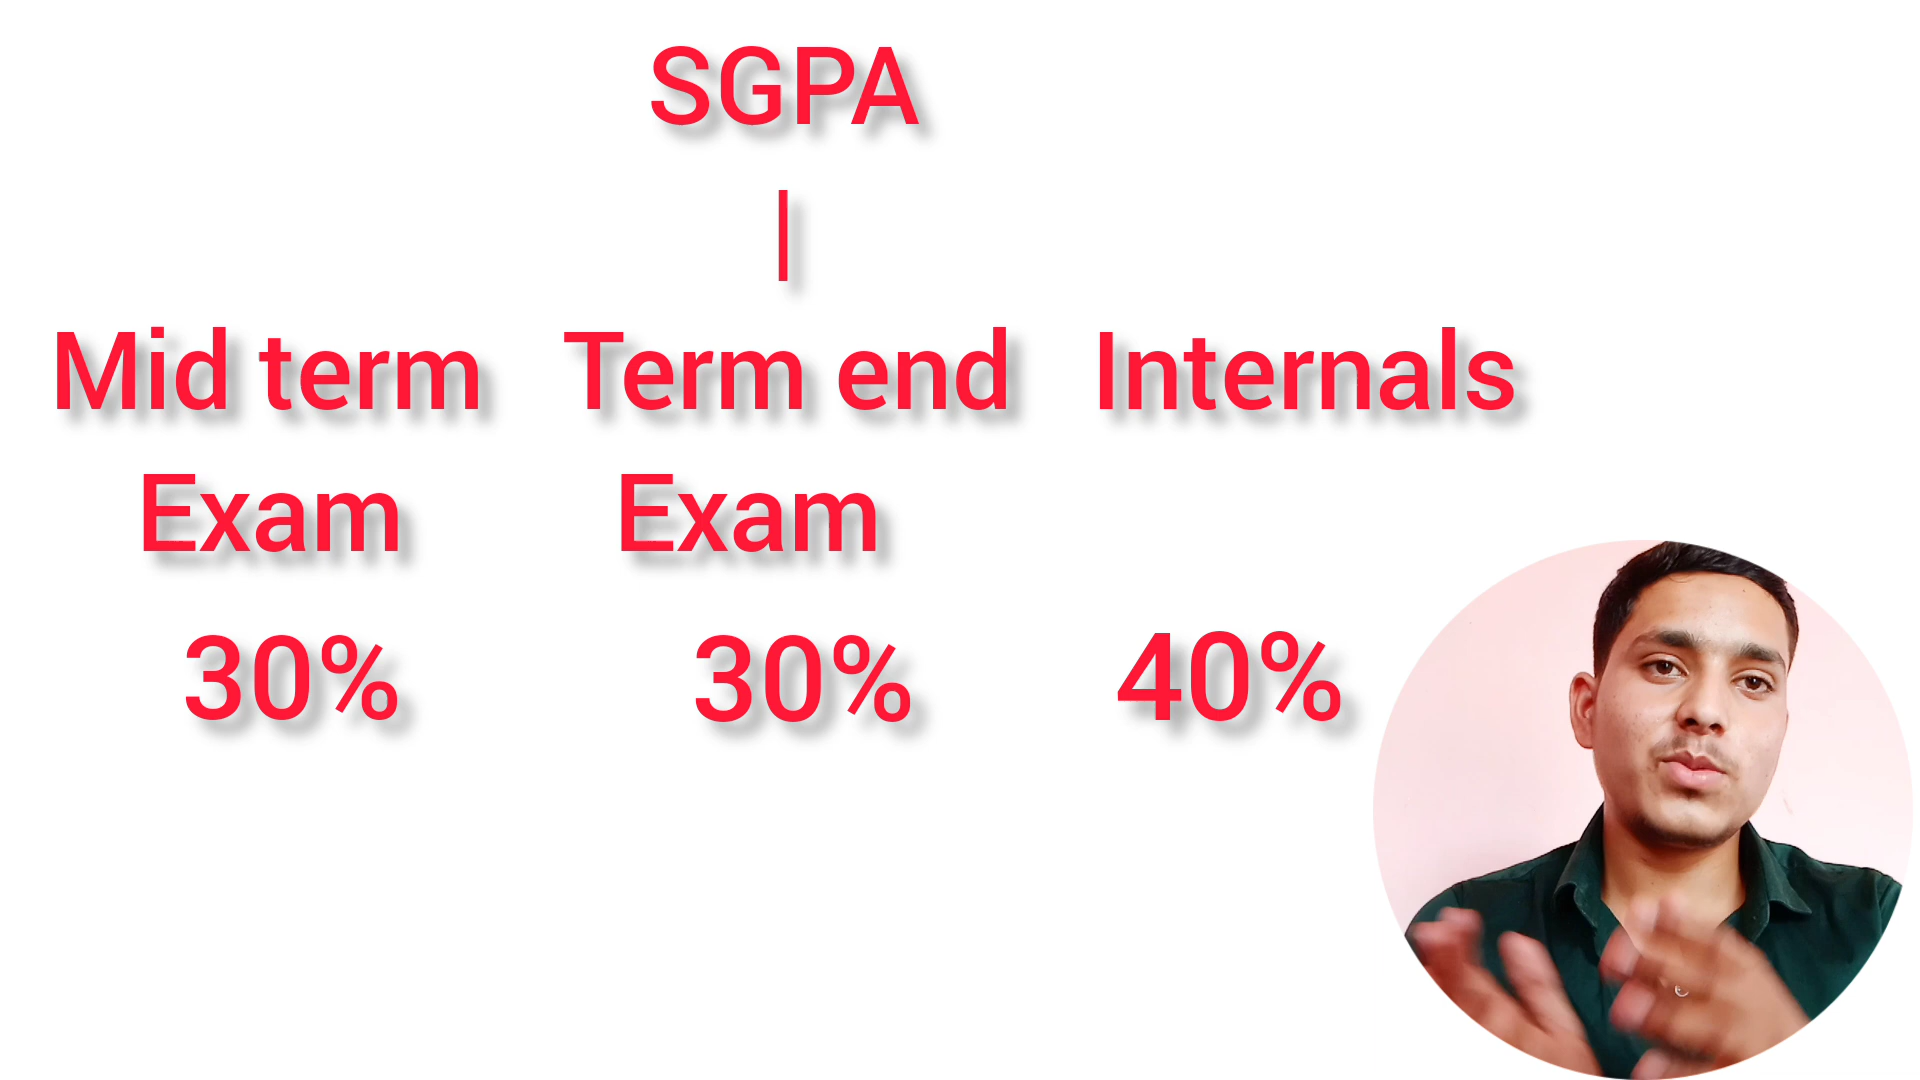 SGPA
|
Mid term Term end Internals
Exam Exam
30% 30% 40%